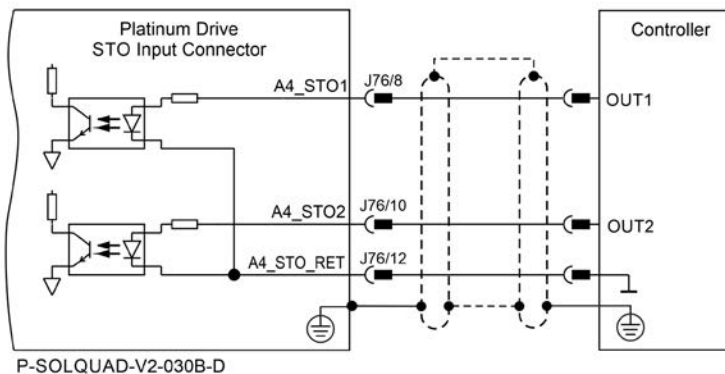 Platinum Drive
STO Input Connector
Controller
A4_STO1
J76/8
OUT1
A4_STO2
J76/10
OUT2
A4_STO_RET
J76/12
P-SOLQUAD-V2-030B-D